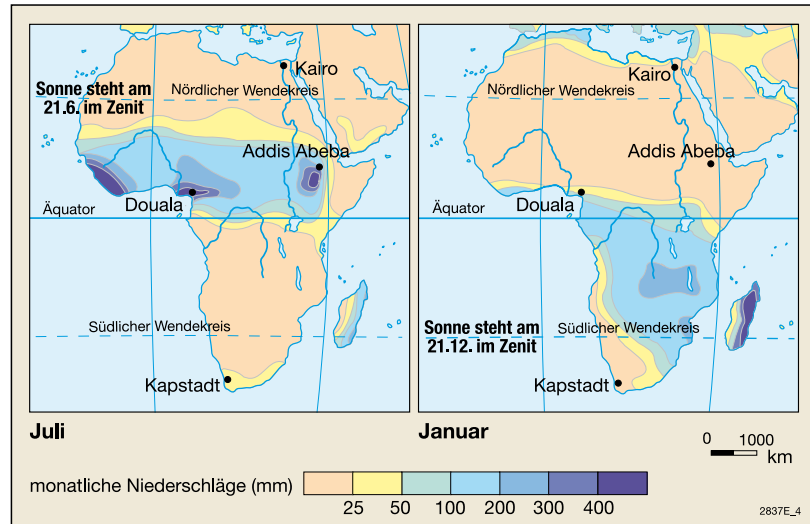 Sonne steht am
21.6. im Zenit
Kairo
Nördlicher Wendekreis
Addis Abeba
Douala
Äquator
Südlicher Wendekreis
Kapstadt
Juli
Kairo
Nördlicher Wendekreis
Addis Abeba
Douala
Äquator
Sonne steht am
21.12. im Zenit
Südlicher Wendekreis
Kapstadt
Januar
0 1000
km
monatliche Niederschläge (mm)
25 50 100 200 300 400
2837E_4